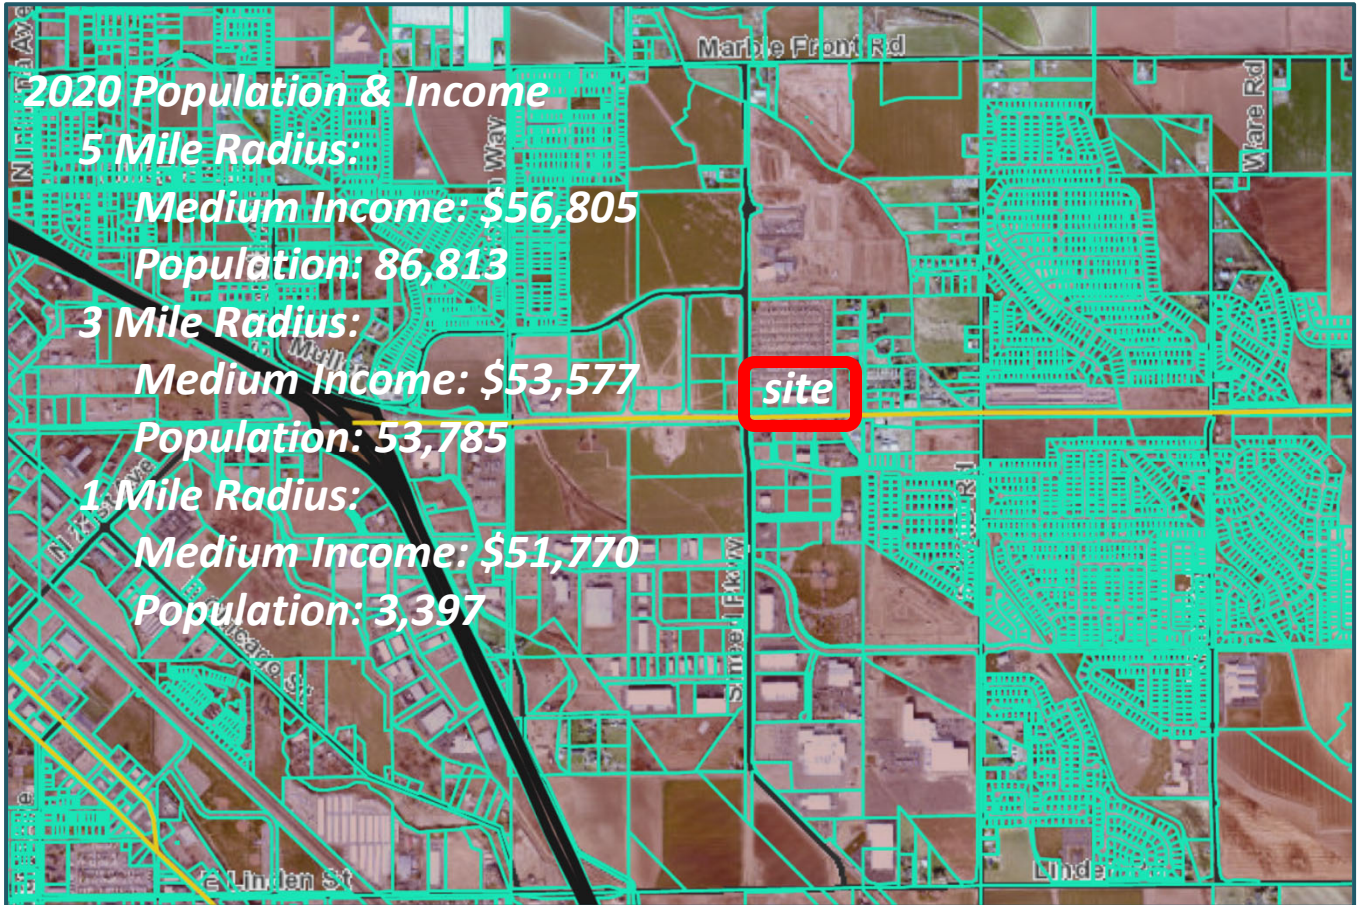 Marble Front Rd
2020 Population & Income
5 Mile Radius:
Medium Income: $56,805
Population: 86,813
3 Mile Radius:
Medium Income: $53,577
Population: 53,785
1 Mile Radius:
Medium Income: $51,770
Population: 3,397
site
Ware Rd
Way
E Linden St
Linden